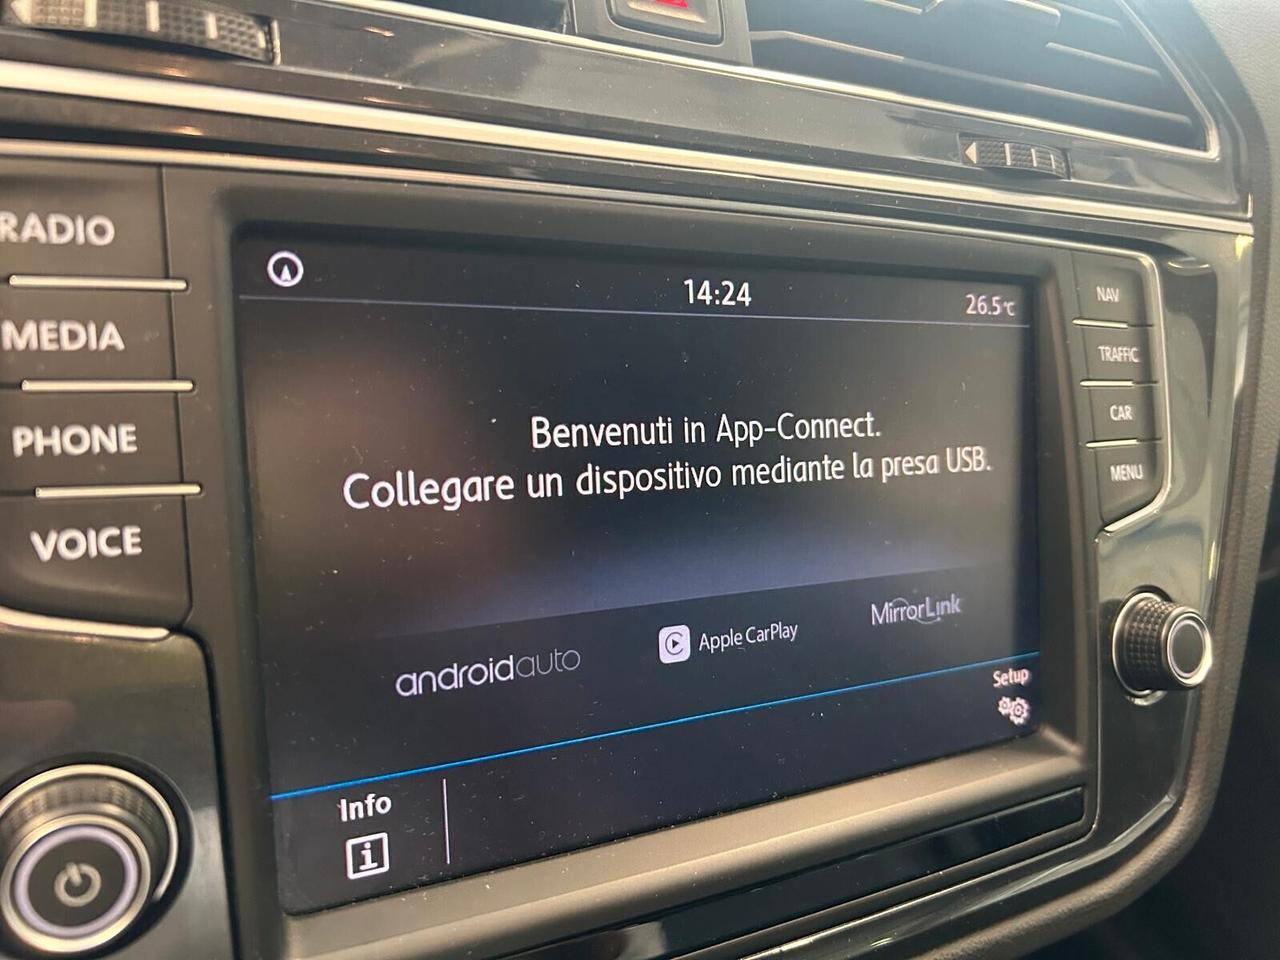 RADIO
MEDIA
PHONE
VOICE
14:24
26.5°C
Benvenuti in App-Connect.
Collegare un dispositivo mediante la presa USB.
androidauto
Apple CarPlay
MirrorLink
Setup
Info
i
NAV
TRAFFIC
CAR
MENU